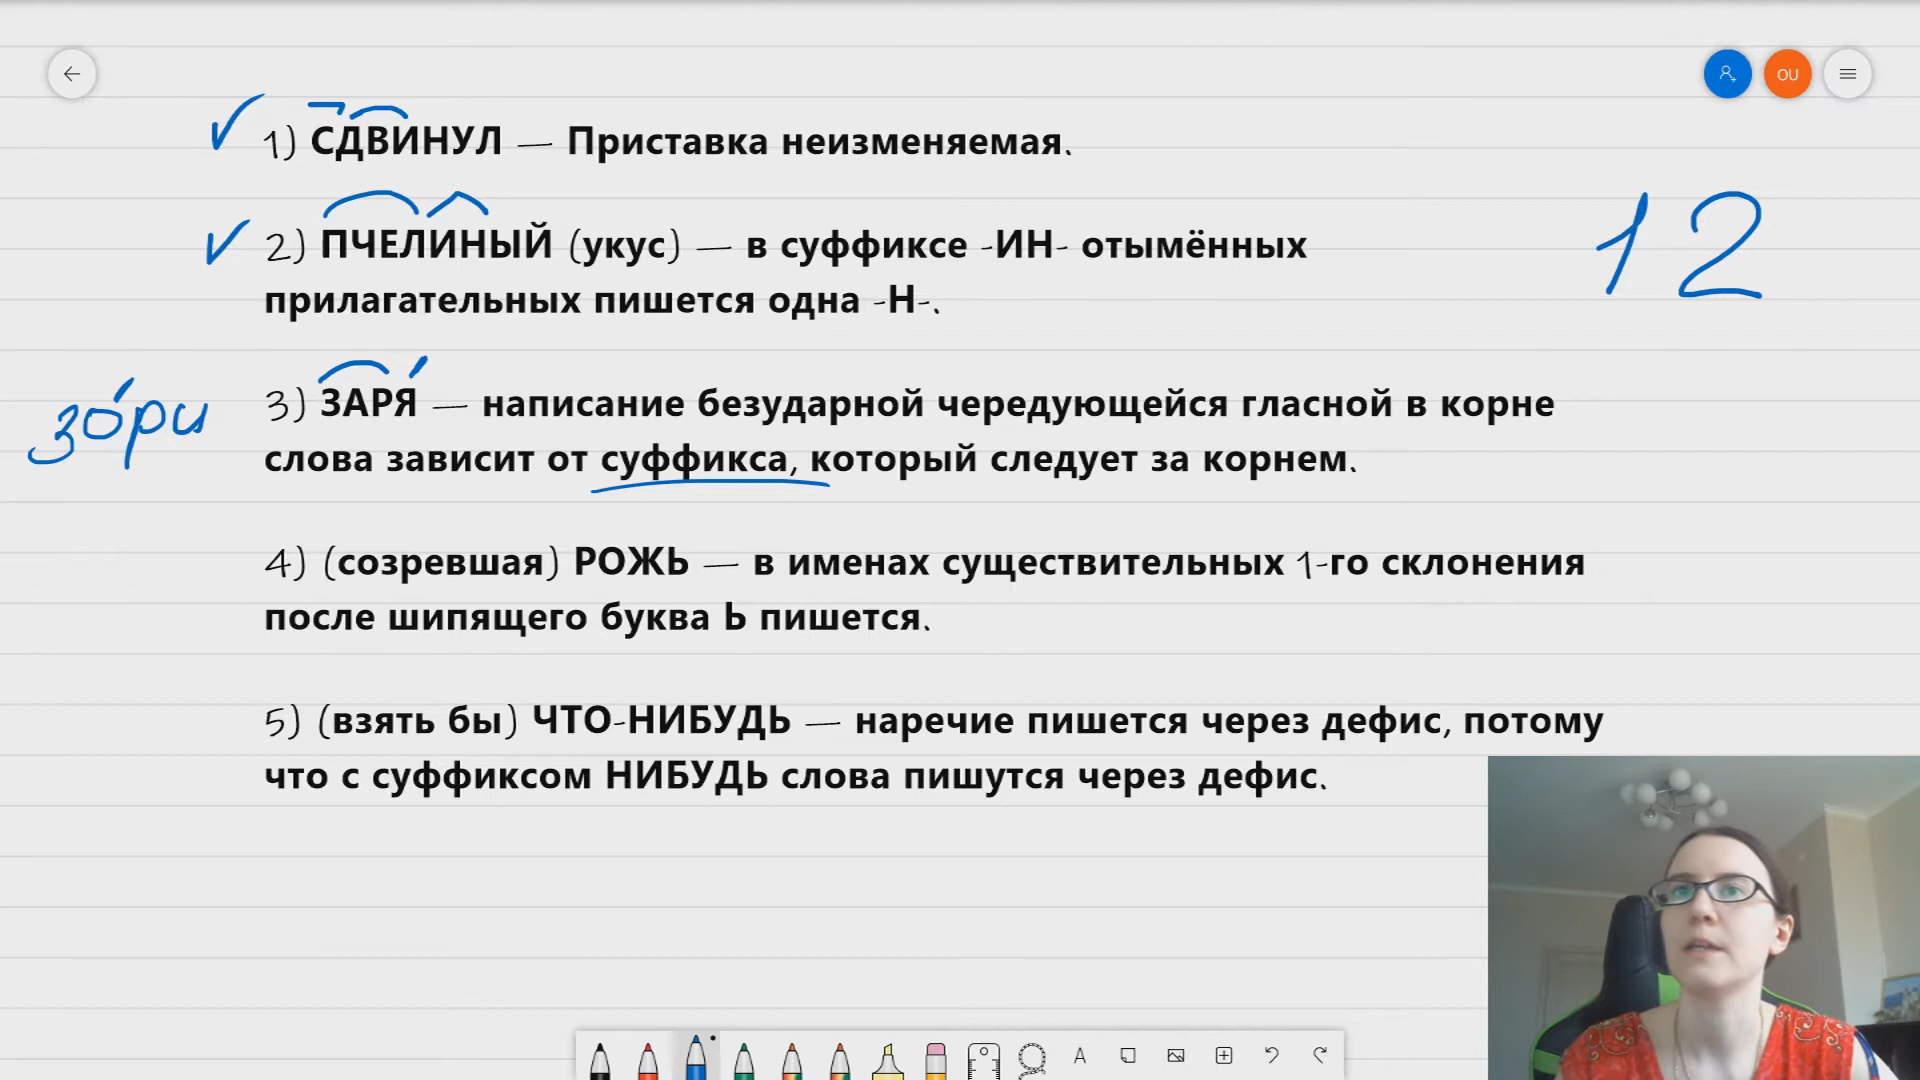 OU
1) СДВИНУЛ — Приставка неизменяемая.
12
2) ПЧЕЛИНЫЙ (укус) — в суффиксе -ИН- отымённых
прилагательных пишется одна -Н-.
зо́ри
3) ЗАРЯ — написание безударной чередующейся гласной в корне
слова зависит от суффикса, который следует за корнем.
4) (созревшая) РОЖЬ — в именах существительных 1-го склонения
после шипящего буква Ь пишется.
5) (взять бы) ЧТО-НИБУДЬ — наречие пишется через дефис, потому
что с суффиксом НИБУДЬ слова пишутся через дефис.
A